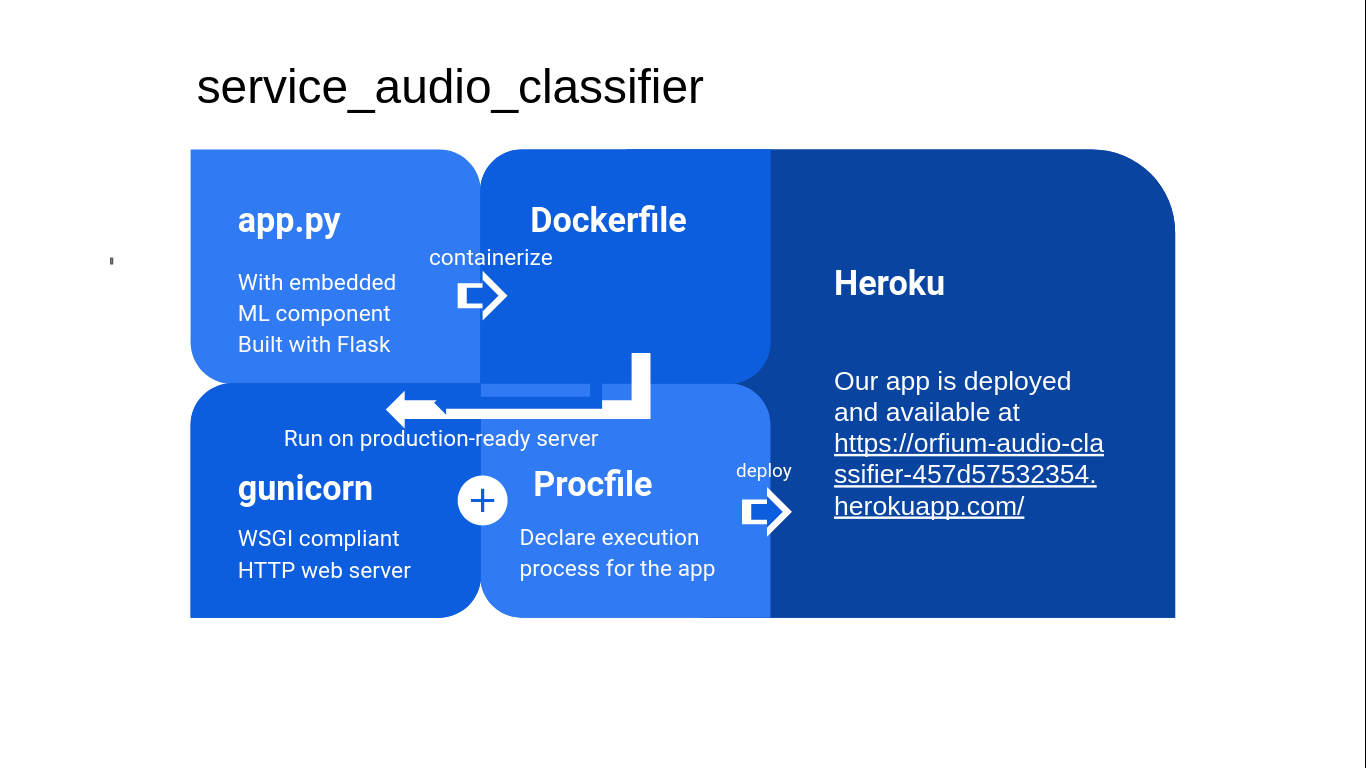 service_audio_classifier
app.py
With embedded
ML component
Built with Flask
containerize
Dockerfile
Run on production-ready server
gunicorn
WSGI compliant
HTTP web server
Procfile
Declare execution
process for the app
deploy
Heroku
Our app is deployed
and available at
https://orfium-audio-cla
ssifier-457d57532354.
herokuapp.com/